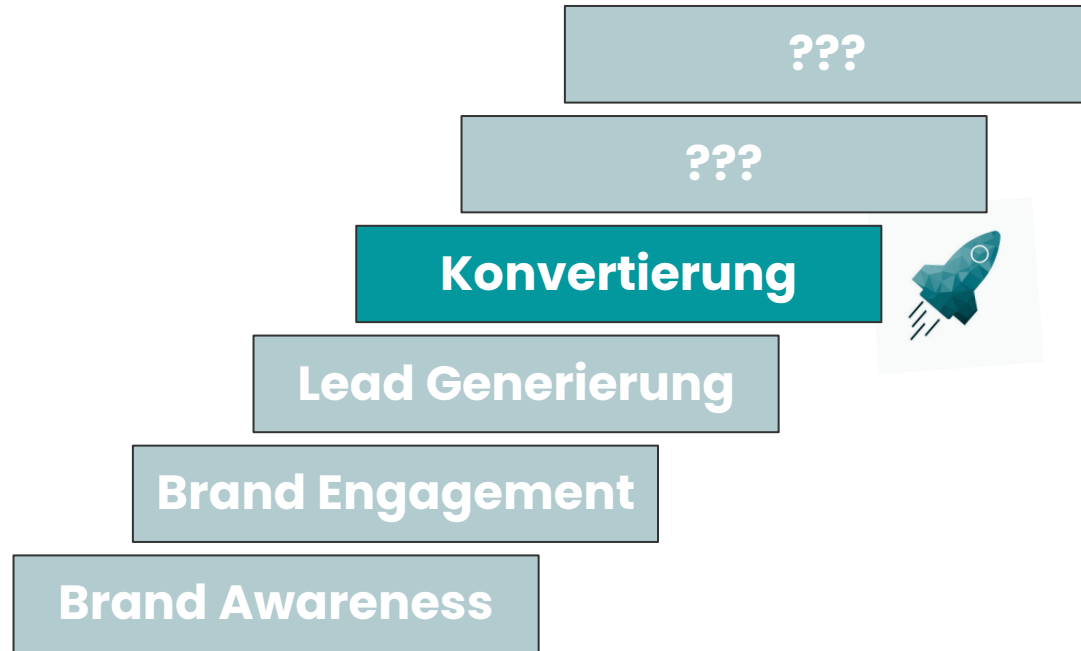 ???
???
Konvertierung
Lead Generierung
Brand Engagement
Brand Awareness